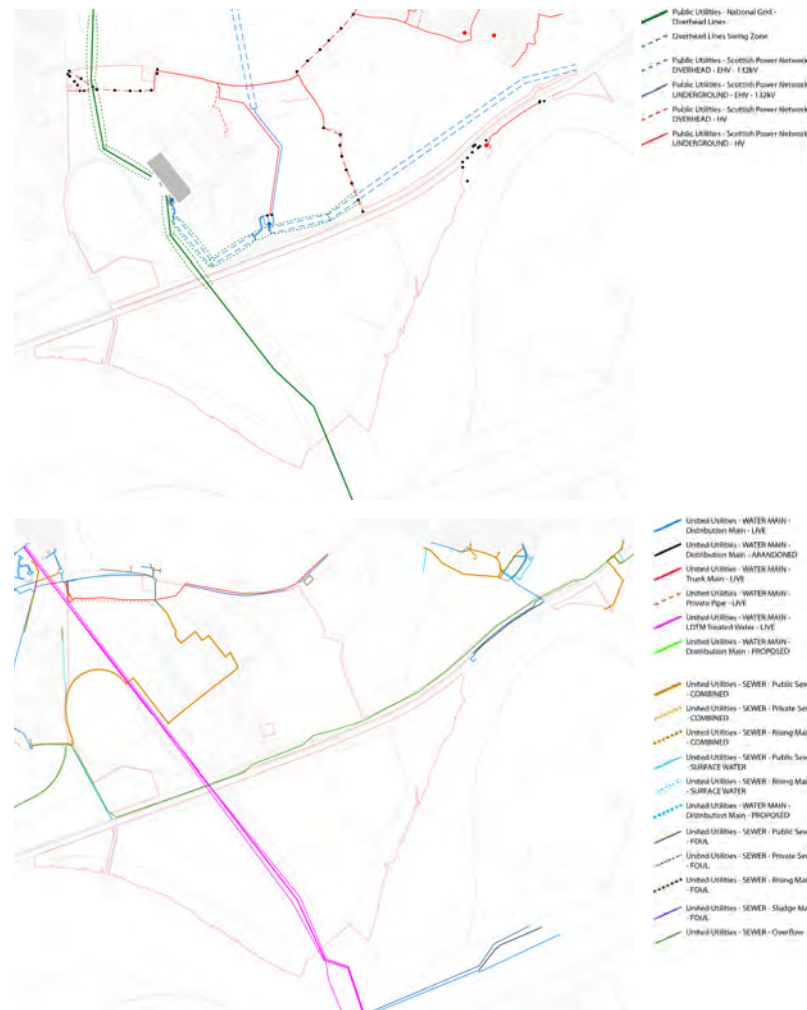 Public Utilities - National Grid -
Overhead Lines
Overhead Lines Swing Zone
Public Utilities - Scottish Power Network
OVERHEAD - EHV - 132kV
Public Utilities - Scottish Power Network
UNDERGROUND - EHV - 132kV
Public Utilities - Scottish Power Network
OVERHEAD - HV
Public Utilities - Scottish Power Network
UNDERGROUND - HV
United Utilities - WATER MAIN -
Distribution Main - LIVE
United Utilities - WATER MAIN -
Distribution Main - ABANDONED
United Utilities - WATER MAIN -
Trunk Main - LIVE
United Utilities - WATER MAIN -
Private Pipe - LIVE
United Utilities - WATER MAIN -
LDTM Treated Water - LIVE
United Utilities - WATER MAIN -
Distribution Main - PROPOSED
United Utilities - SEWER - Public Sew
- COMBINED
United Utilities - SEWER - Private Sew
- COMBINED
United Utilities - SEWER - Rising Main
- COMBINED
United Utilities - SEWER - Public Sew
- SURFACE WATER
United Utilities - SEWER - Rising Mai
- SURFACE WATER
United Utilities - WATER MAIN -
Distribution Main - PROPOSED
United Utilities - SEWER - Public Sew
- FOUL
United Utilities - SEWER - Private Sew
- FOUL
United Utilities - SEWER - Rising Mai
- FOUL
United Utilities - SEWER - Sludge Ma
- FOUL
United Utilities - SEWER - Overflow -